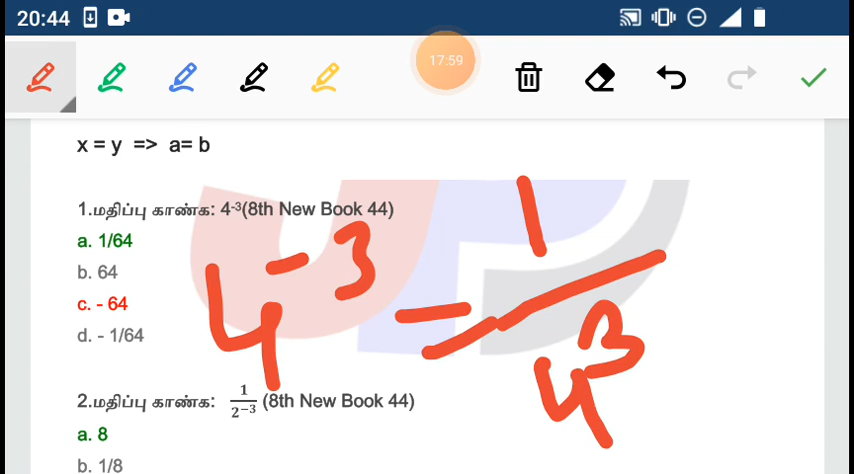 20:44
17:59
x = y => a= b
1.மதிப்பு காண்க: 4⁻³(8th New Book 44)
a. 1/64
b. 64
c. - 64
d. - 1/64
4⁻³ = 1/4³
2.மதிப்பு காண்க: 1/2⁻³ (8th New Book 44)
a. 8
b. 1/8